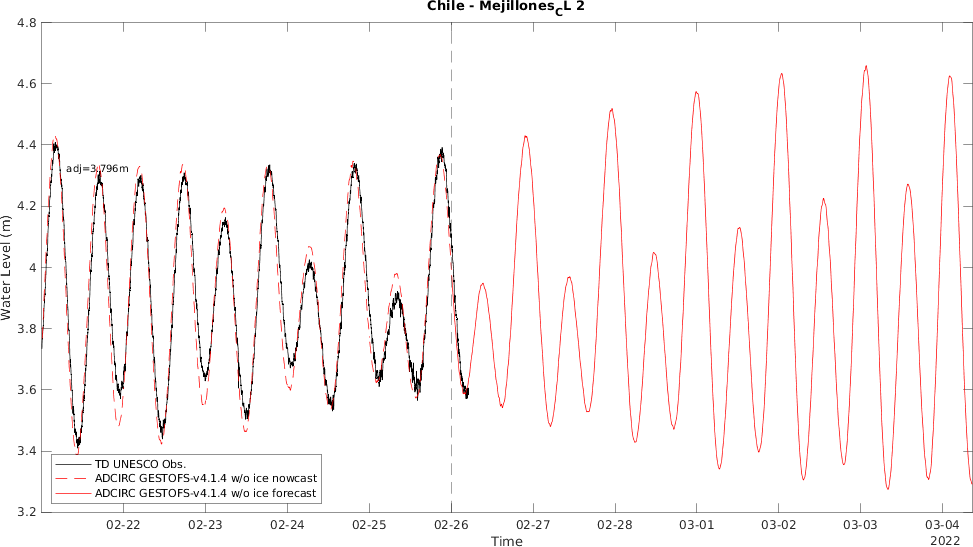 Chile - Mejillones_CL 2
4.8
4.6
4.4
4.2
4
3.8
3.6
3.4
3.2
Water Level (m)
adj=3.796m
TD UNESCO Obs.
ADCIRC GESTOFS-v4.1.4 w/o ice nowcast
ADCIRC GESTOFS-v4.1.4 w/o ice forecast
02-22 02-23 02-24 02-25 02-26 02-27 02-28 03-01 03-02 03-03 03-04
Time
2022